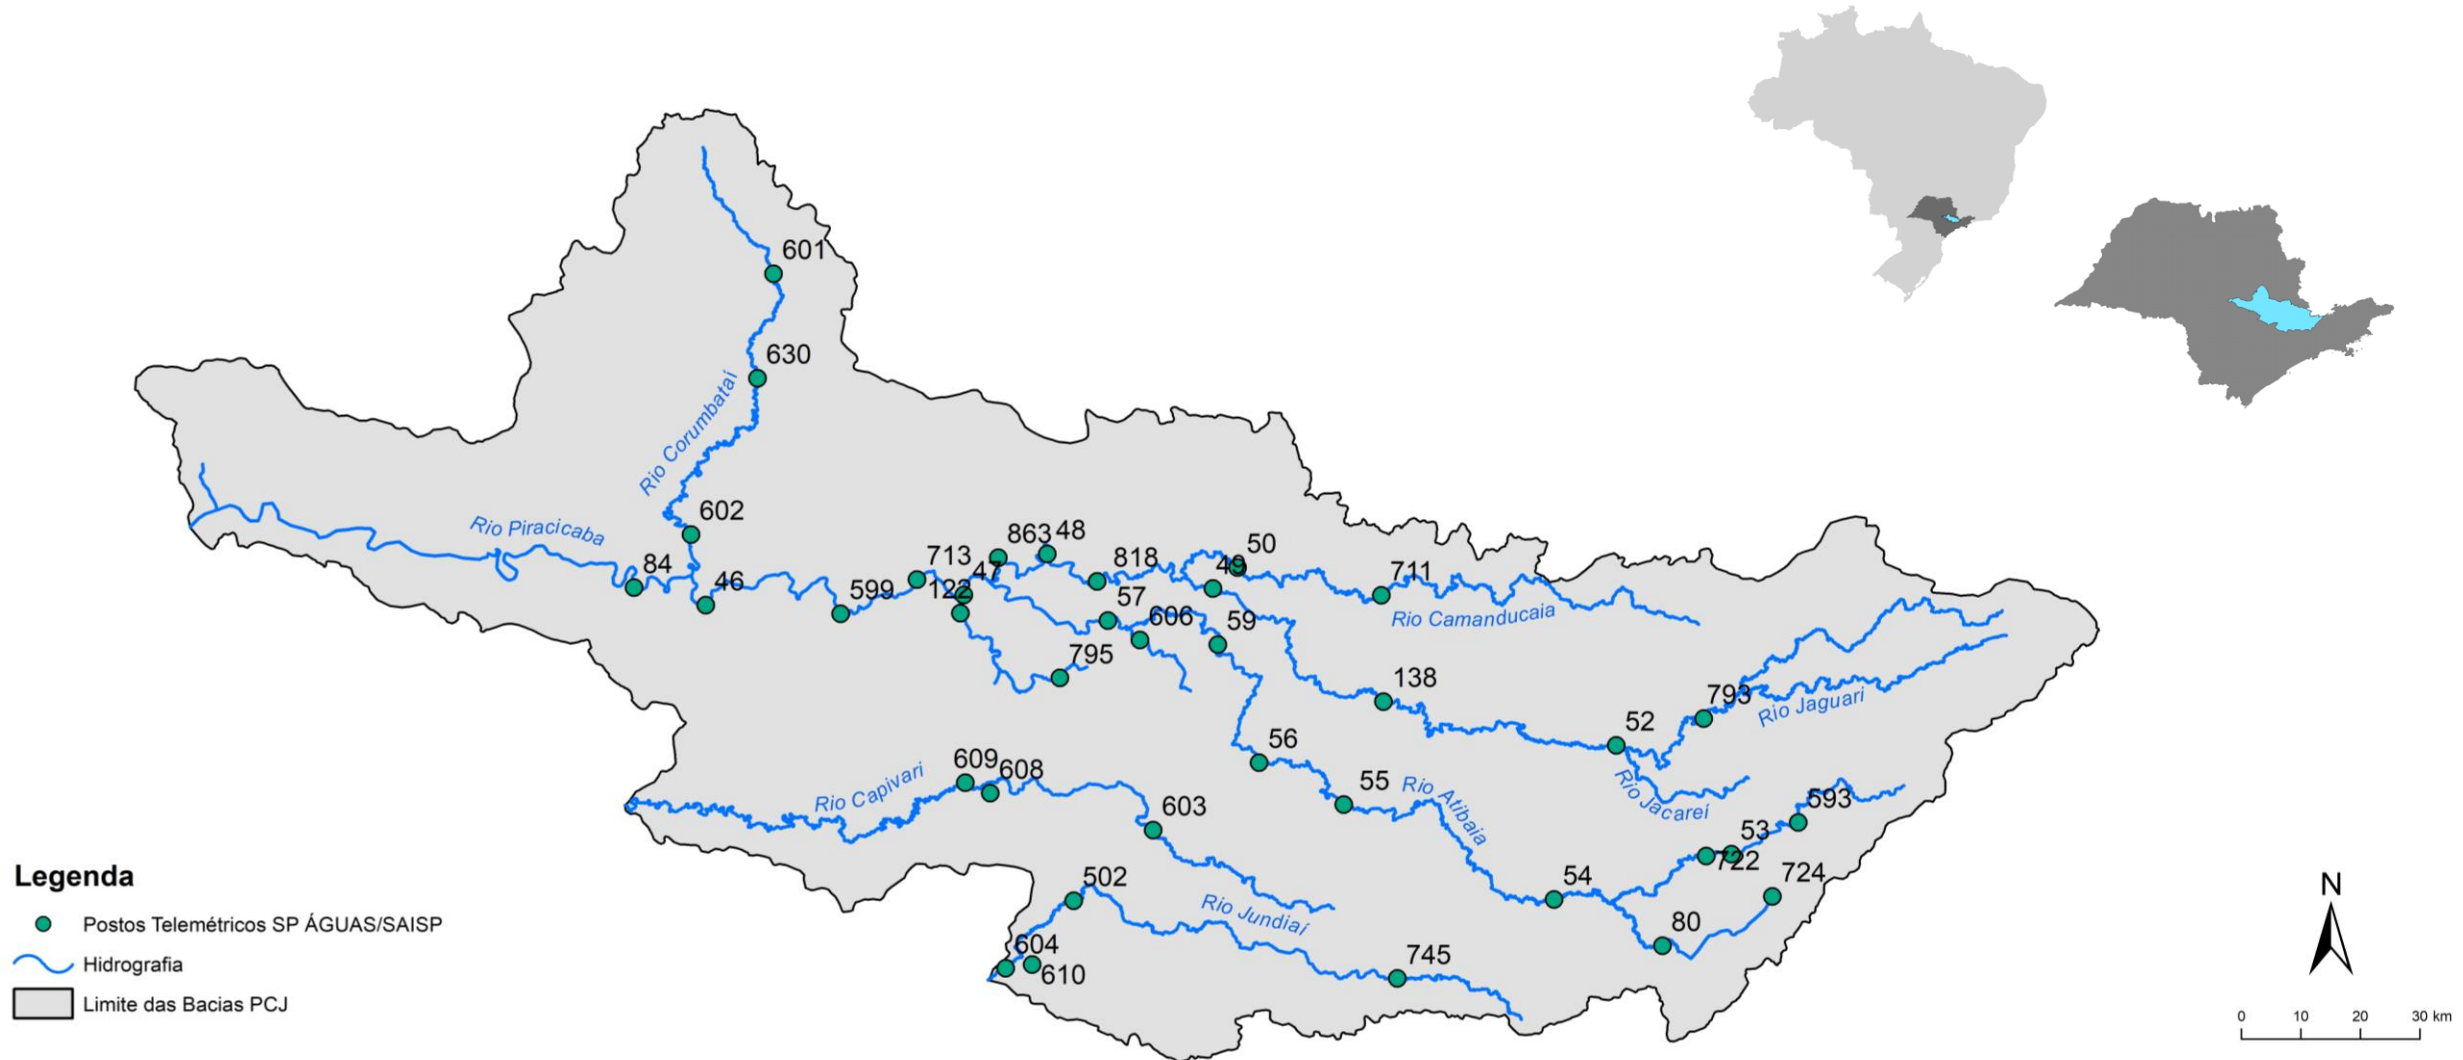 601
630
Rio Corumbataí
602
Rio Piracicaba
84
46
599
713
122
47
863
48
818
50
49
711
57
606
59
Rio Camanducaia
795
138
793
52
Rio Jaguari
56
55
Rio Atibaia
Rio Jacareí
593
609
608
Rio Capivari
603
53
722
724
54
502
Rio Jundiaí
80
604
610
745
Legenda
Postos Telemétricos SP ÁGUAS/SAISP
Hidrografia
Limite das Bacias PCJ
N
0 10 20 30 km